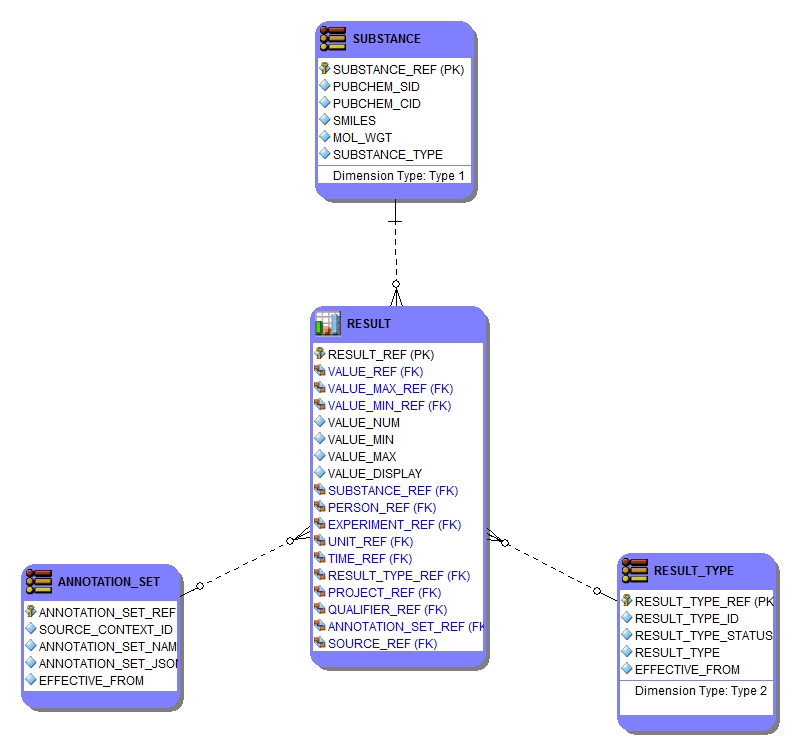 SUBSTANCE
SUBSTANCE_REF (PK)
PUBCHEM_SID
PUBCHEM_CID
SMILES
MOL_WGT
SUBSTANCE_TYPE
Dimension Type: Type 1
RESULT
RESULT_REF (PK)
VALUE_REF (FK)
VALUE_MAX_REF (FK)
VALUE_MIN_REF (FK)
VALUE_NUM
VALUE_MIN
VALUE_MAX
VALUE_DISPLAY
SUBSTANCE_REF (FK)
PERSON_REF (FK)
EXPERIMENT_REF (FK)
UNIT_REF (FK)
TIME_REF (FK)
RESULT_TYPE_REF (FK)
PROJECT_REF (FK)
QUALIFIER_REF (FK)
ANNOTATION_SET_REF (FK
SOURCE_REF (FK)
ANNOTATION_SET
ANNOTATION_SET_REF
SOURCE_CONTEXT_ID
ANNOTATION_SET_NAM
ANNOTATION_SET_JSON
EFFECTIVE_FROM
RESULT_TYPE
RESULT_TYPE_REF (PK
RESULT_TYPE_ID
RESULT_TYPE_STATUS
RESULT_TYPE
EFFECTIVE_FROM
Dimension Type: Type 2